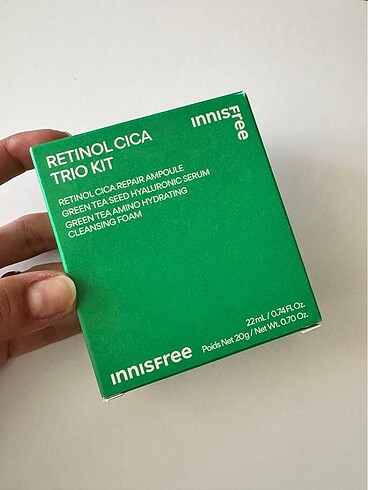 RETINOL CICA
TRIO KIT
innisfree
RETINOL CICA REPAIR AMPOULE
GREEN TEA SEED HYALURONIC SERUM
GREEN TEA AMINO HYDRATING
CLEANSING FOAM
22 mL / 0.74 Fl. Oz.
Poids Net 20g / Net Wt. 0.70 Oz.
innisfree